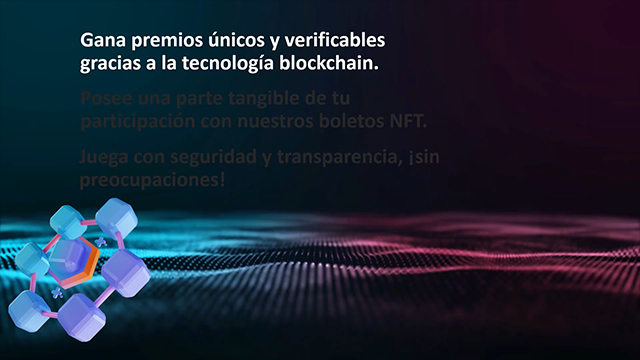 Gana premios únicos y verificables
gracias a la tecnología blockchain.
Posee una parte tangible de tu
participación con nuestros boletos NFT.
Juega con seguridad y transparencia, ¡sin
preocupaciones!